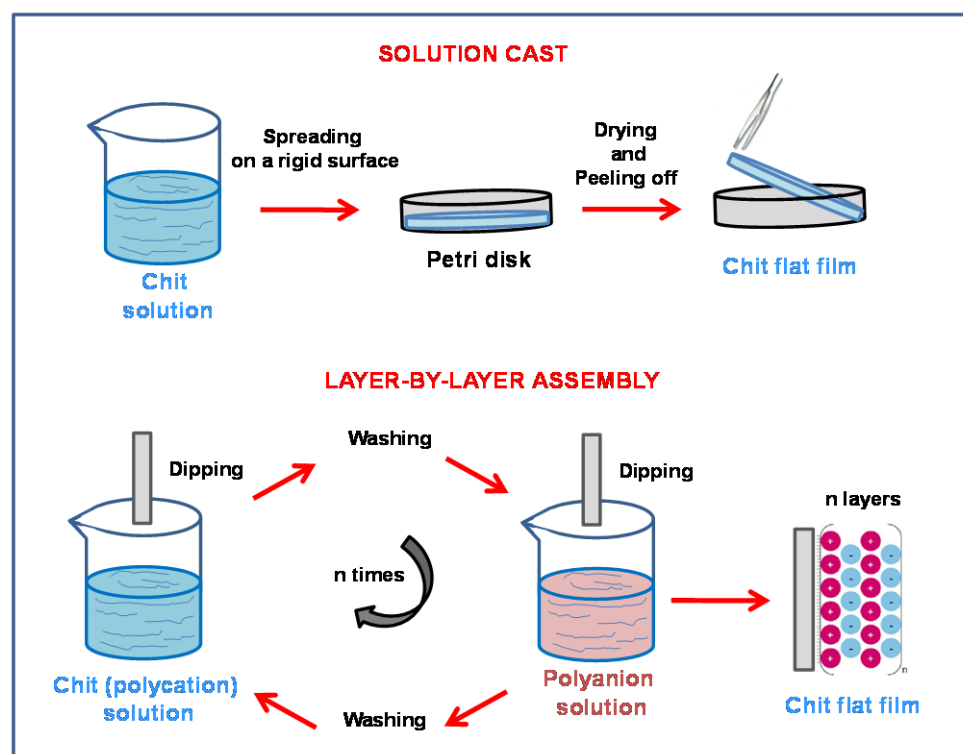 SOLUTION CAST
Spreading
on a rigid surface
Drying
and
Peeling off
Chit
solution
Petri disk
Chit flat film
LAYER-BY-LAYER ASSEMBLY
Dipping
Washing
Dipping
n layers
n times
+ - + -
n
Chit (polycation)
solution
Washing
Polyanion
solution
Chit flat film